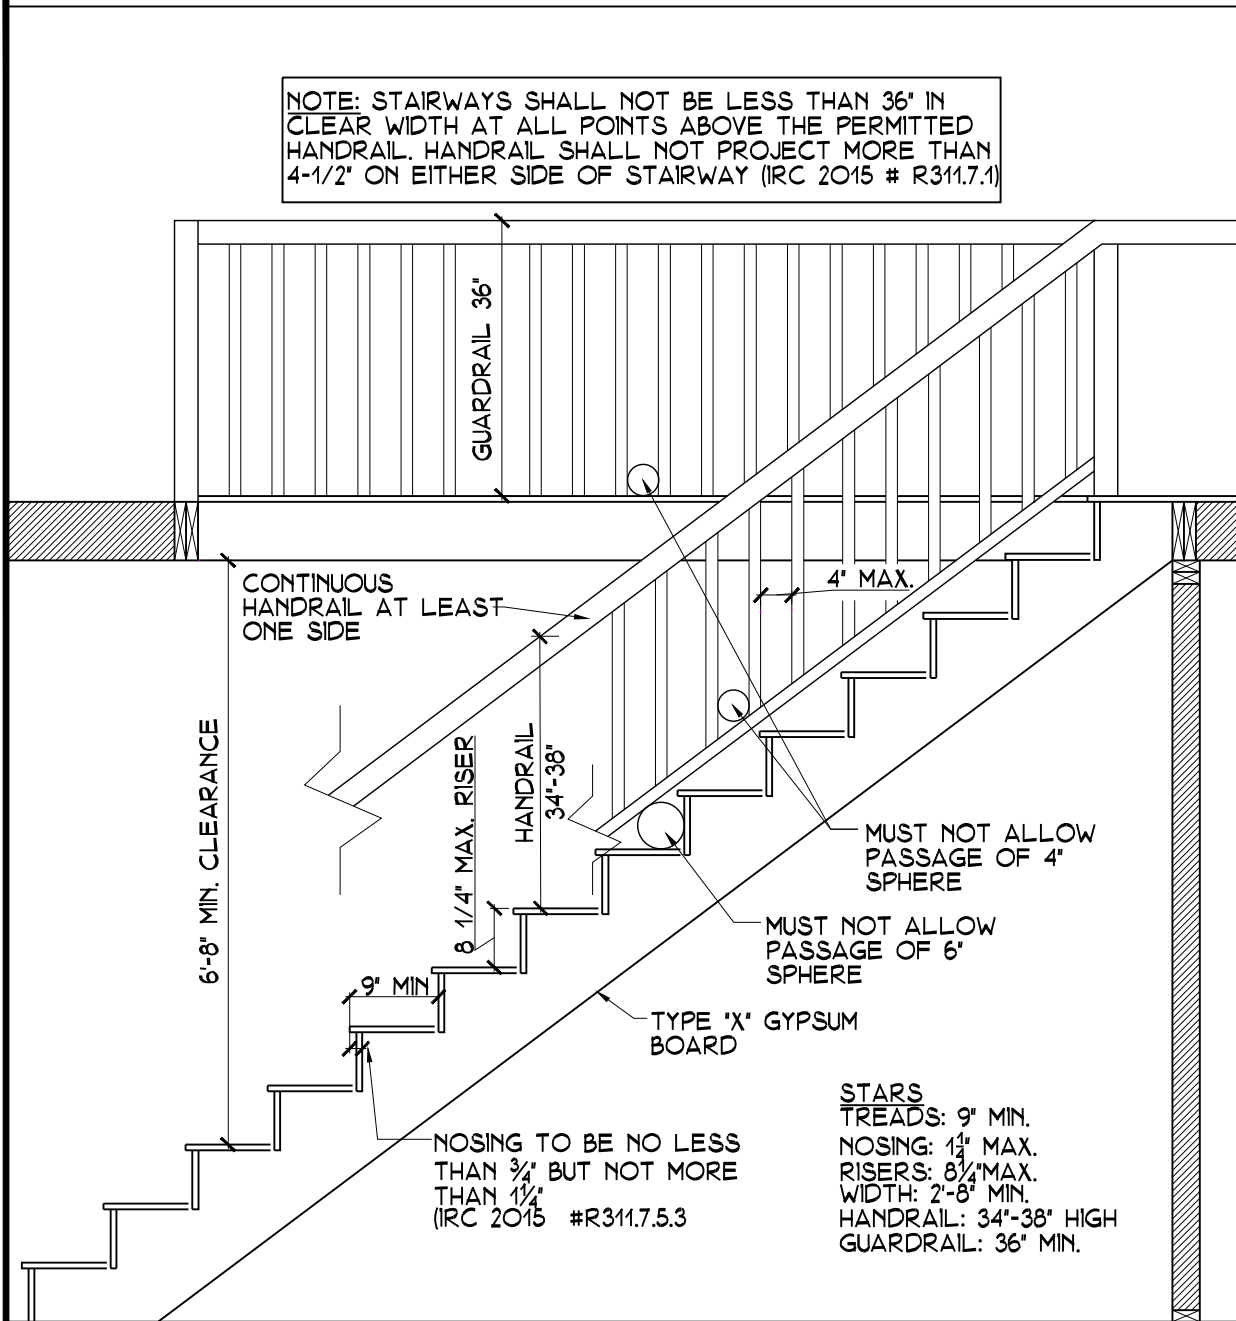 NOTE: STAIRWAYS SHALL NOT BE LESS THAN 36" IN
CLEAR WIDTH AT ALL POINTS ABOVE THE PERMITTED
HANDRAIL. HANDRAIL SHALL NOT PROJECT MORE THAN
4-1/2" ON EITHER SIDE OF STAIRWAY (IRC 2015 # R311.7.1)
GUARDRAIL 36"
CONTINUOUS
HANDRAIL AT LEAST
ONE SIDE
4" MAX.
6'-8" MIN. CLEARANCE
8 1/4" MAX. RISER
HANDRAIL
34"-38"
MUST NOT ALLOW
PASSAGE OF 4"
SPHERE
MUST NOT ALLOW
PASSAGE OF 6"
SPHERE
9" MIN
TYPE "X" GYPSUM
BOARD
NOSING TO BE NO LESS
THAN ¾" BUT NOT MORE
THAN 1¼"
(IRC 2015 #R311.7.5.3
STARS
TREADS: 9" MIN.
NOSING: 1¼" MAX.
RISERS: 8¼"MAX.
WIDTH: 2'-8" MIN.
HANDRAIL: 34"-38" HIGH
GUARDRAIL: 36" MIN.